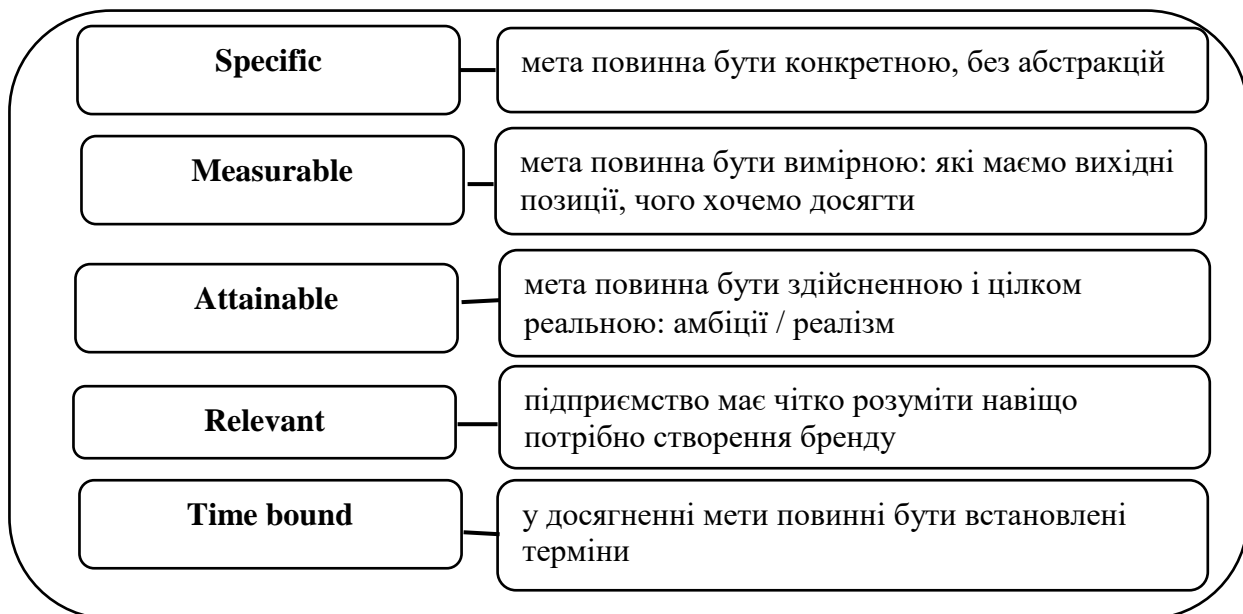 Specific
мета повинна бути конкретною, без абстракцій
Measurable
мета повинна бути вимірною: які маємо вихідні
позиції, чого хочемо досягти
Attainable
мета повинна бути здійсненною і цілком
реальною: амбіції / реалізм
Relevant
підприємство має чітко розуміти навіщо
потрібно створення бренду
Time bound
у досягненні мети повинні бути встановлені
терміни